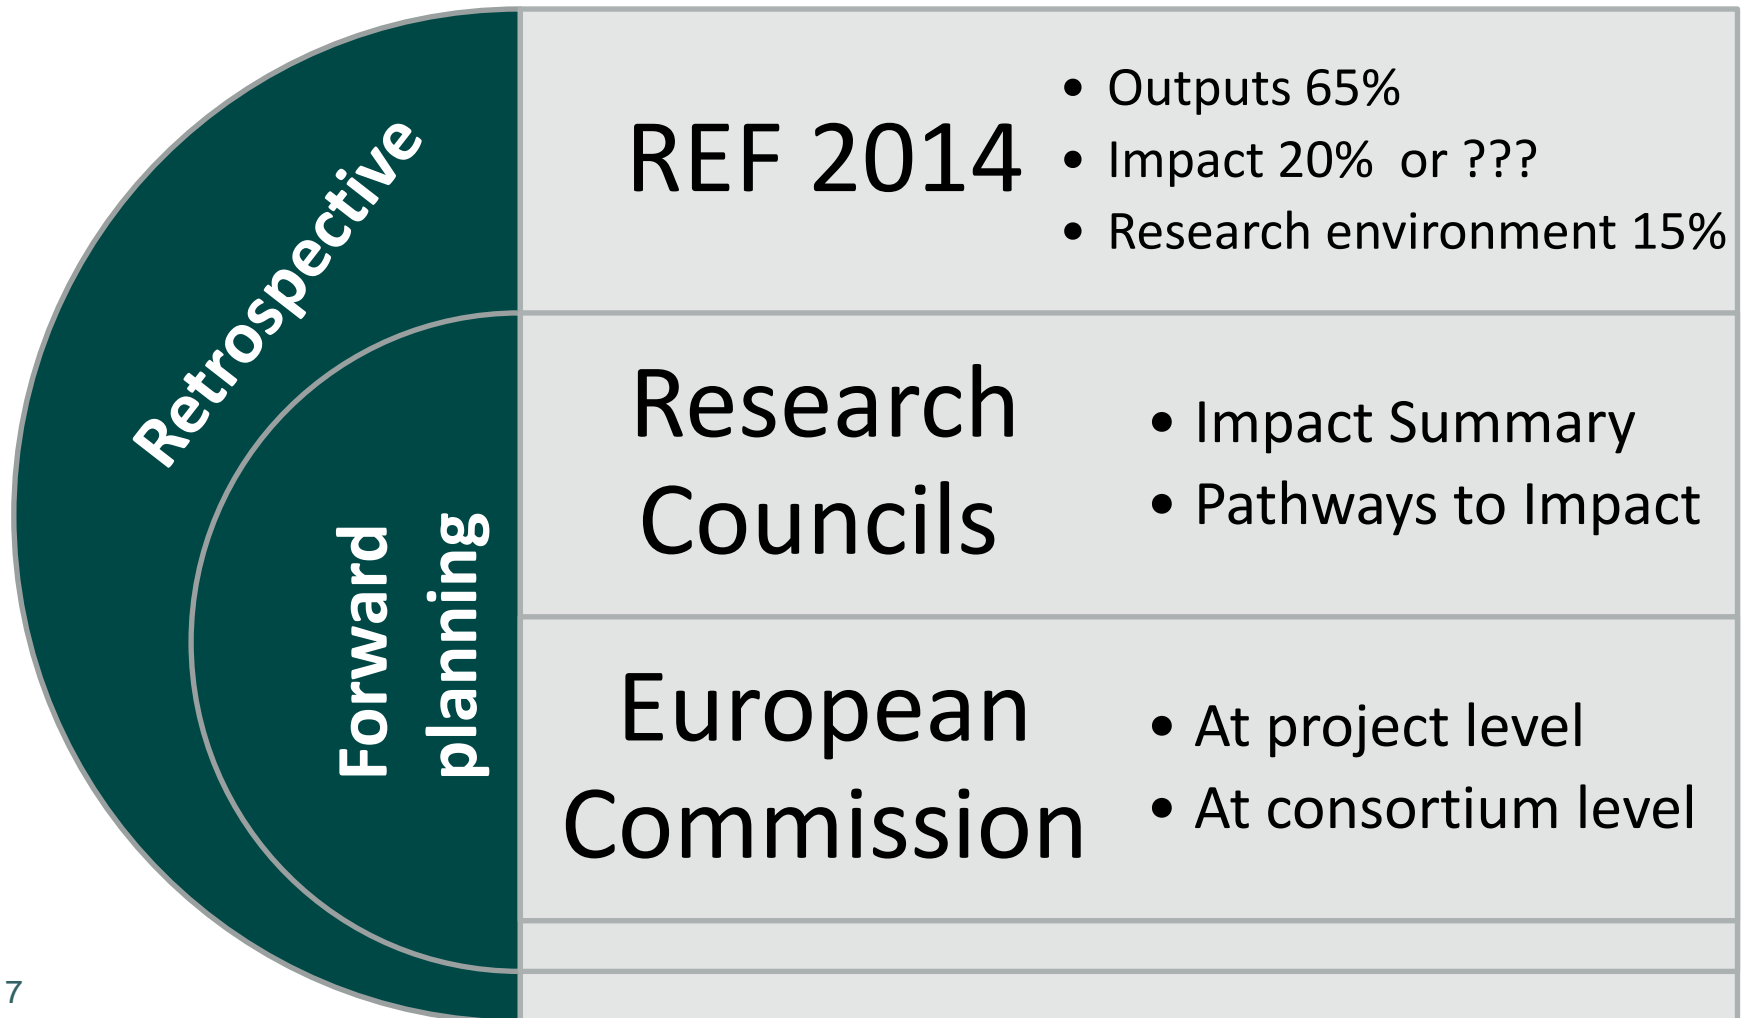 Retrospective
REF 2014
• Outputs 65%
• Impact 20%  or ???
• Research environment 15%
Forward
planning
Research
Councils
• Impact Summary
• Pathways to Impact
European
Commission
• At project level
• At consortium level
7